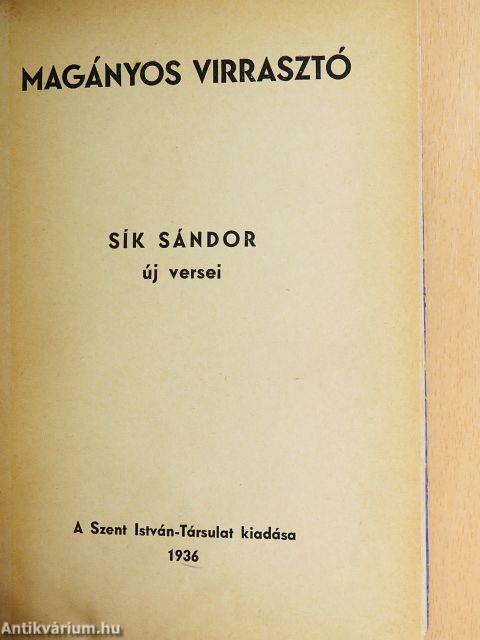 MAGÁNYOS VIRRASZTÓ
SÍK SÁNDOR
új versei
A Szent István-Társulat kiadása
1936
Antikvárium.hu